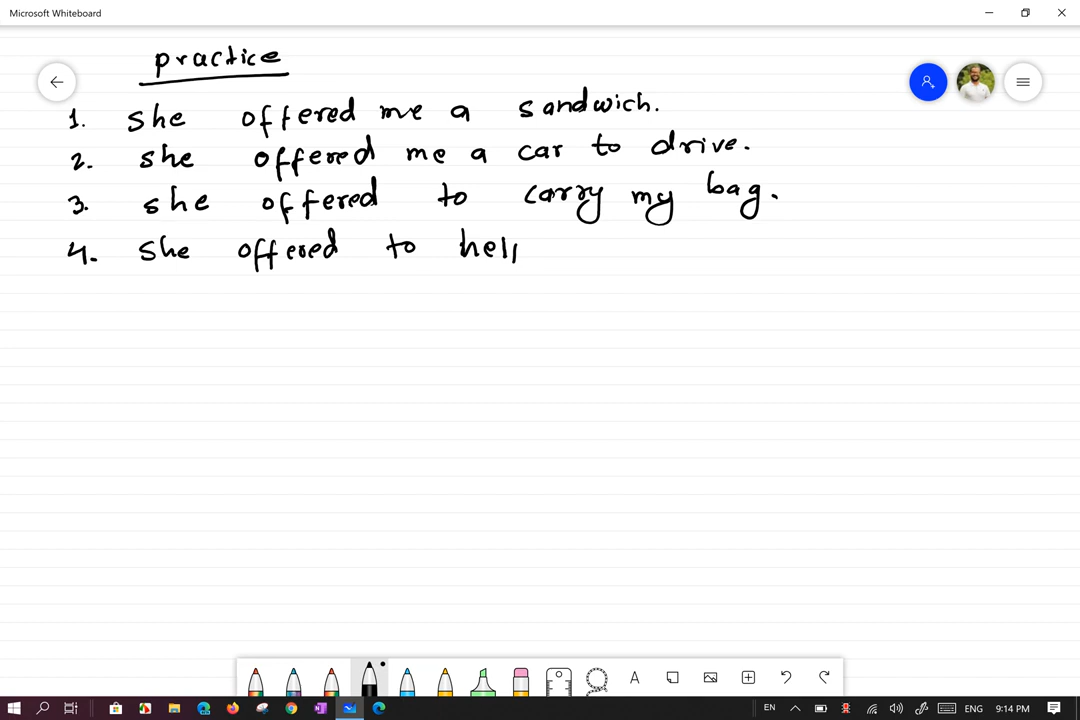 Microsoft Whiteboard
practice
1. she offered me a sandwich.
2. she offered me a car to drive.
3. she offered to carry my bag.
4. she offered to hel
A
EN
ENG
9:14 PM